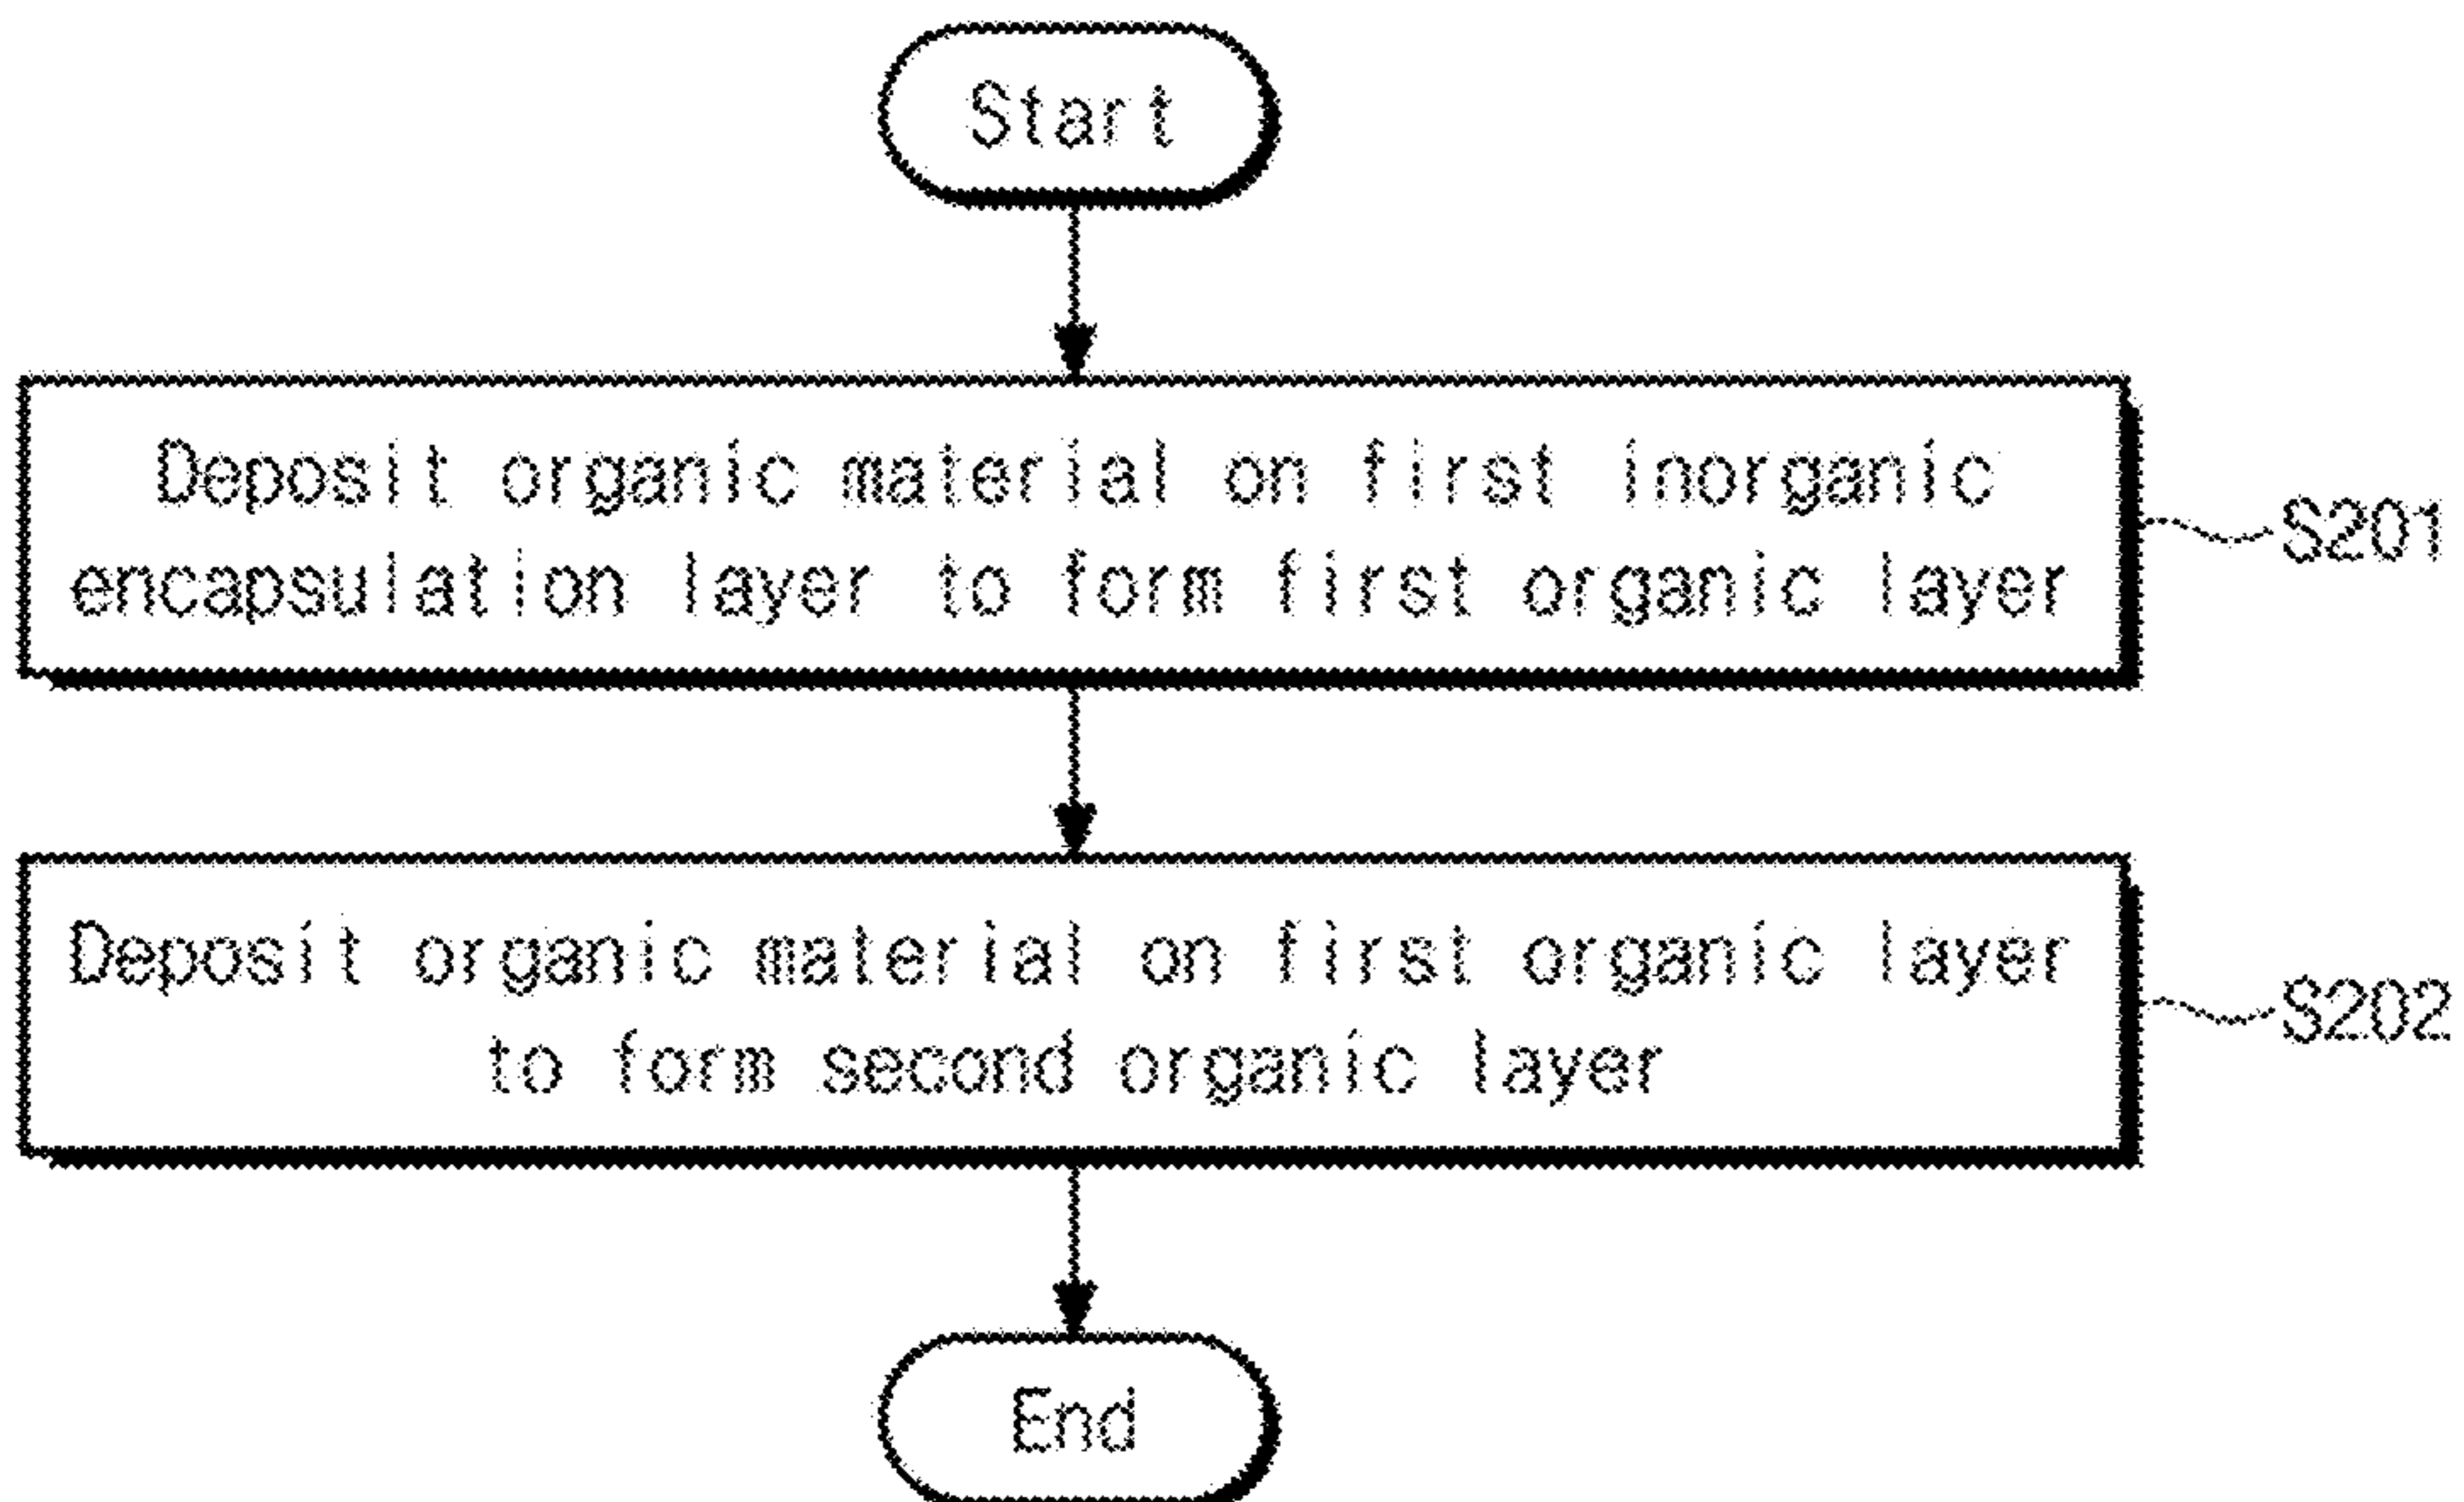 Start
Deposit organic material on first inorganic
encapsulation layer to form first organic layer
S201
Deposit organic material on first organic layer
to form second organic layer
S202
End